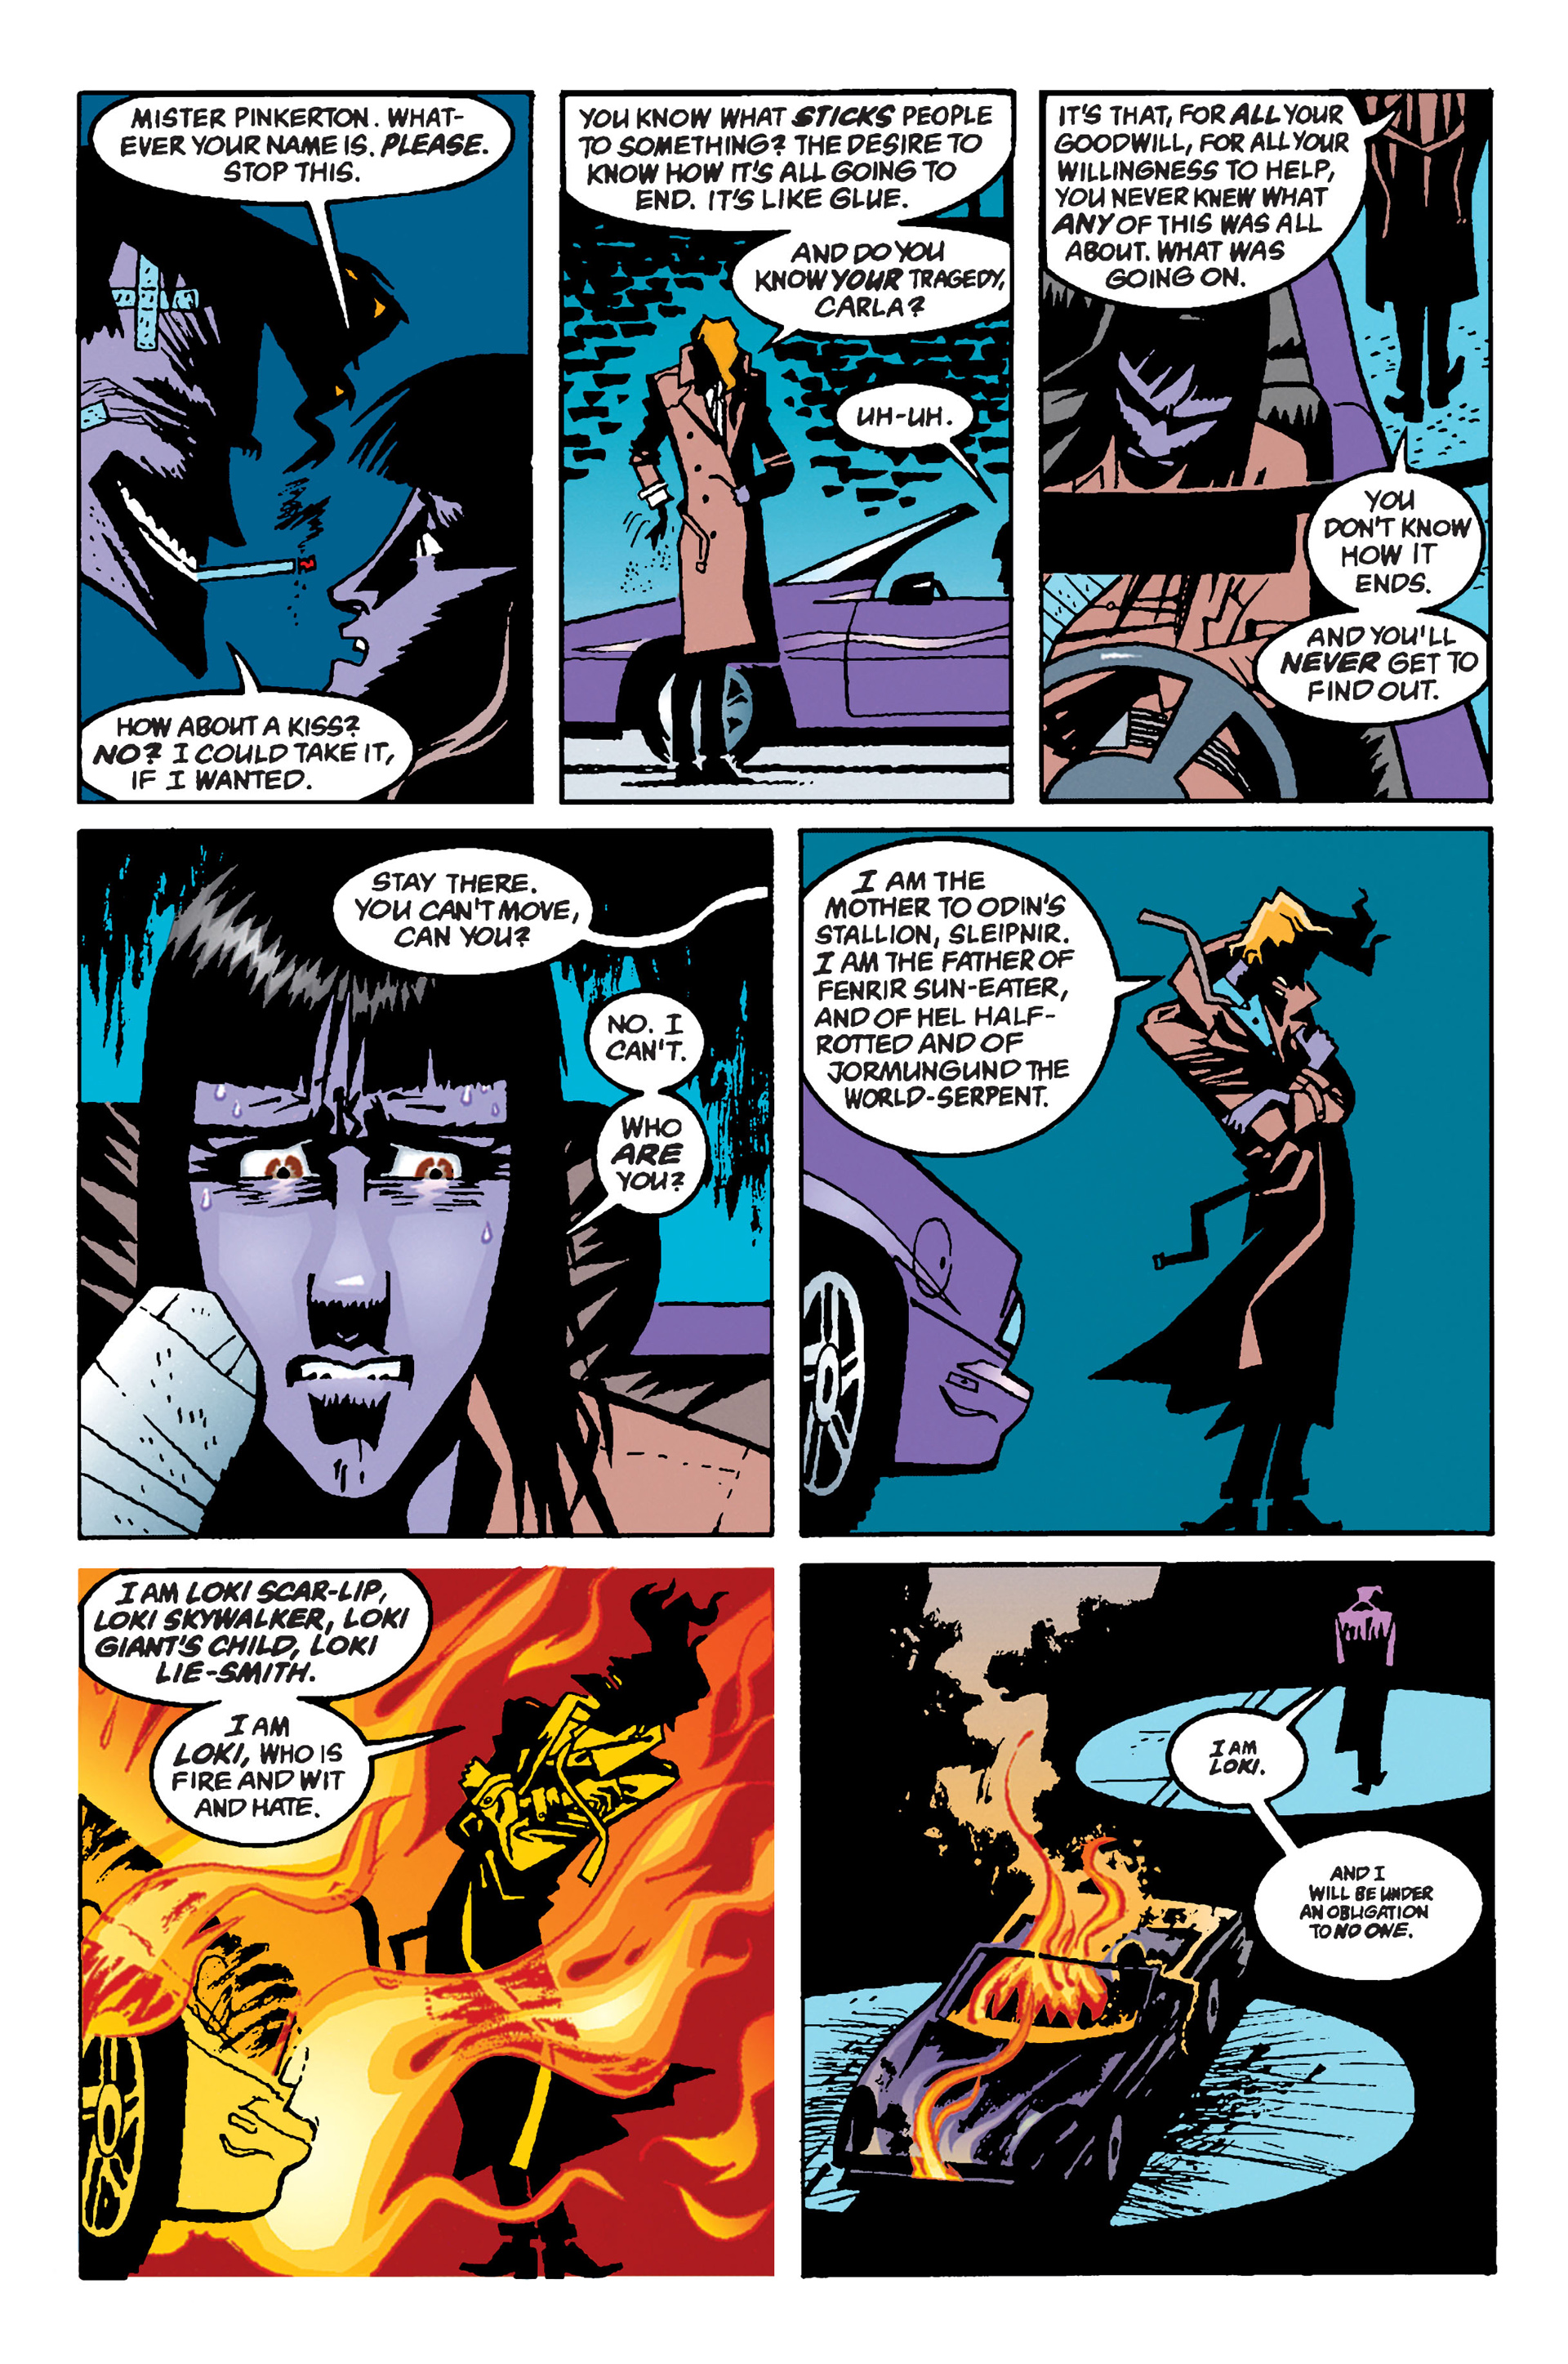 MISTER PINKERTON. WHAT-
EVER YOUR NAME IS. PLEASE.
STOP THIS.
HOW ABOUT A KISS?
NO? I COULD TAKE IT,
IF I WANTED.
YOU KNOW WHAT STICKS PEOPLE
TO SOMETHING? THE DESIRE TO
KNOW HOW IT'S ALL GOING TO
END. IT'S LIKE GLUE.
AND DO YOU
KNOW YOUR TRAGEDY,
CARLA?
UH-UH.
IT'S THAT, FOR ALL YOUR
GOODWILL, FOR ALL YOUR
WILLINGNESS TO HELP,
YOU NEVER KNEW WHAT
ANY OF THIS WAS ALL
ABOUT. WHAT WAS
GOING ON.
YOU
DON'T KNOW
HOW IT
ENDS.
AND YOU'LL
NEVER GET TO
FIND OUT.
STAY THERE.
YOU CAN'T MOVE,
CAN YOU?
NO. I
CAN'T.
WHO
ARE
YOU?
I AM THE
MOTHER TO ODIN'S
STALLION, SLEIPNIR.
I AM THE FATHER OF
FENRIR SUN-EATER,
AND OF HEL HALF-
ROTTED AND OF
JORMUNGUND THE
WORLD-SERPENT.
I AM LOKI SCAR-LIP,
LOKI SKYWALKER, LOKI
GIANT'S CHILD, LOKI
LIE-SMITH.
I AM
LOKI, WHO IS
FIRE AND WIT
AND HATE.
I AM
LOKI.
AND I
WILL BE UNDER
AN OBLIGATION
TO NO ONE.